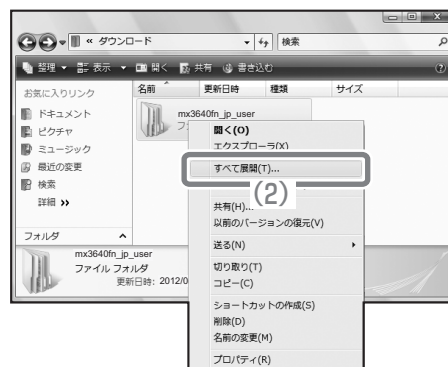 « ダウンロード
検索
整理
表示
開く
共有
書き込む
お気に入りリンク
ドキュメント
ピクチャ
ミュージック
最近の変更
検索
詳細 »
フォルダ
名前
更新日時
種類
サイズ
mx3640fn_jp_user
開く(O)
エクスプローラ(X)
すべて展開(T)...
(2)
共有(H)...
以前のバージョンの復元(V)
送る(N)
切り取り(T)
コピー(C)
ショートカットの作成(S)
削除(D)
名前の変更(M)
プロパティ(R)
mx3640fn_jp_user
ファイル フォルダ
更新日時: 2012/0